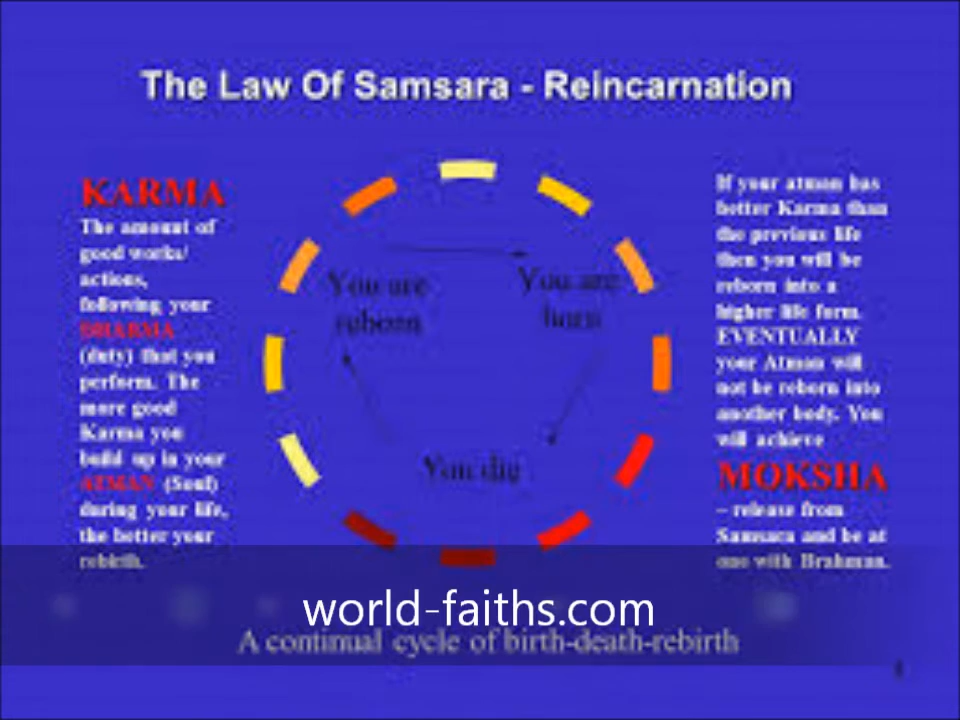 The Law Of Samsara - Reincarnation
KARMA
The amount of
good works/
actions,
following your
DHARMA
(duty) that you
perform. The
more good
Karma you
build up in your
ATMAN (Soul)
during your life,
the better your
rebirth.
You are
reborn
You are
born
You die
If your atman has
better Karma than
the previous life
then you will be
reborn into a
higher life form.
EVENTUALLY
your Atman will
not be reborn into
another body. You
will achieve
MOKSHA
– release from
Samsara and be at
one with Brahman.
world-faiths.com
A continual cycle of birth-death-rebirth